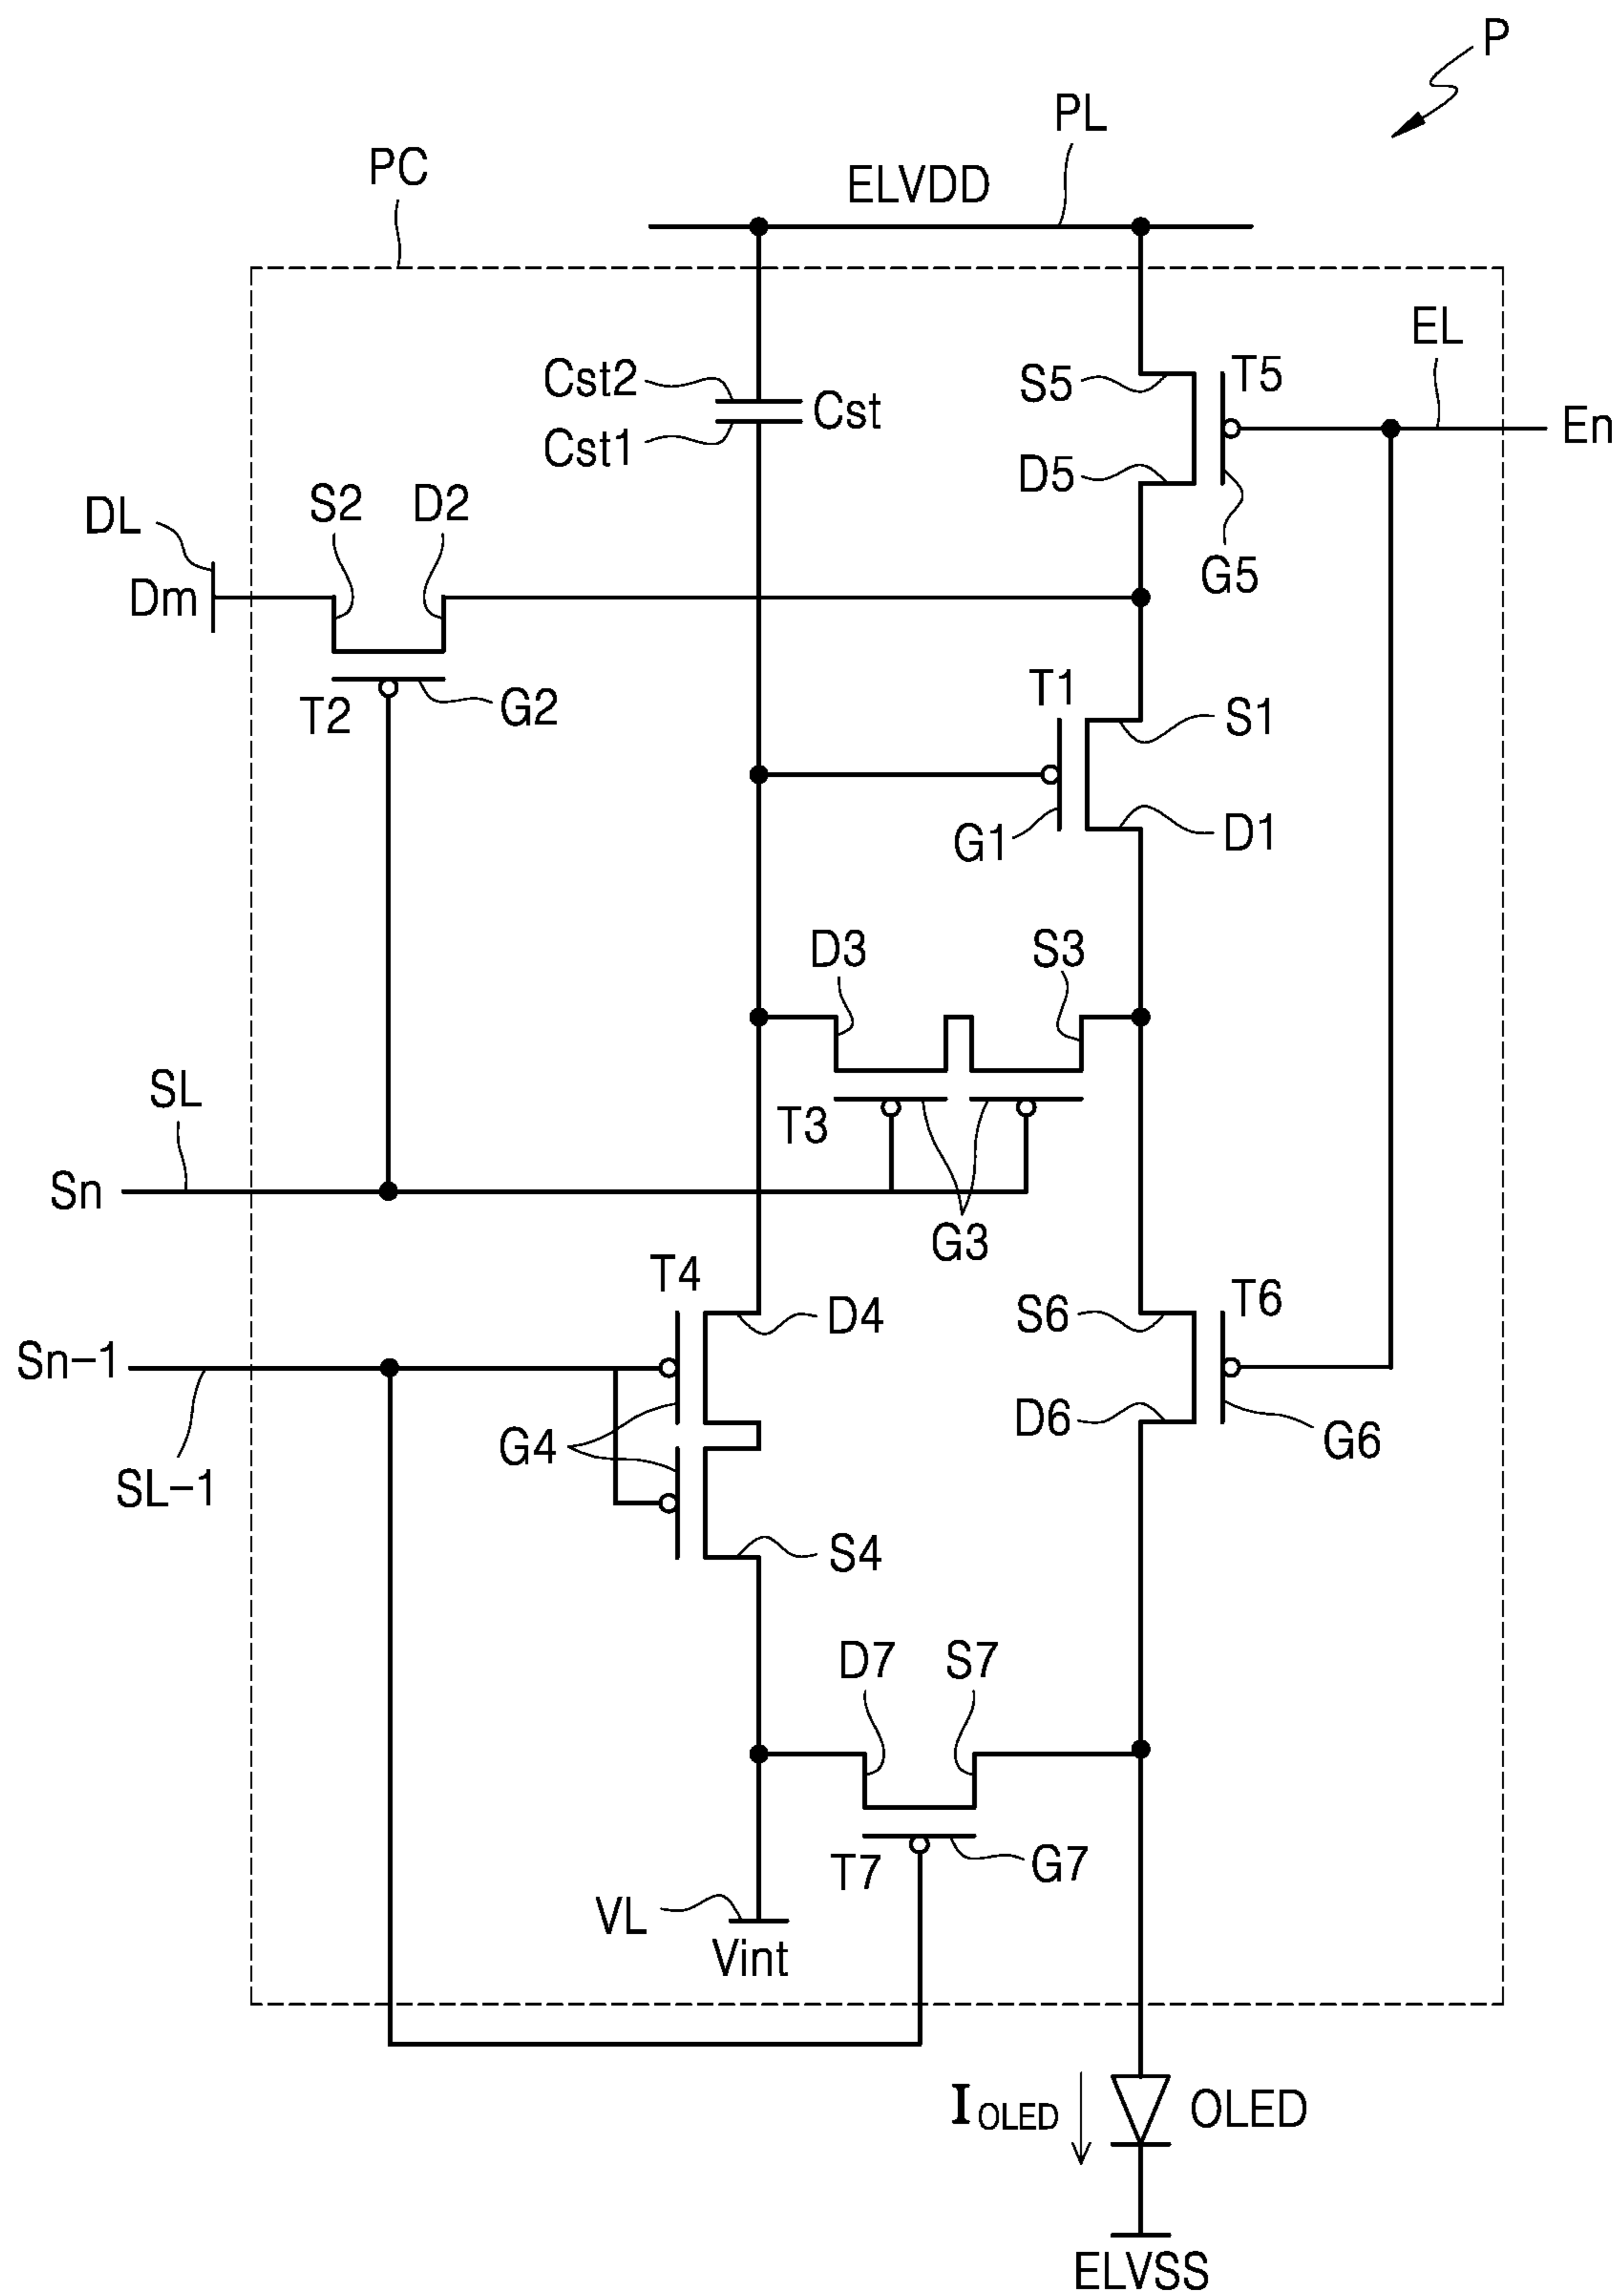 P
PL
PC
ELVDD
EL
Cst2
Cst
S5
T5
En
Cst1
D5
S2
D2
DL
G5
Dm
T1
T2
G2
S1
G1
D1
D3
S3
SL
T3
Sn
G3
T4
D4
S6
T6
Sn-1
D6
G4
G6
SL-1
S4
D7
S7
T7
G7
VL
Vint
IOLED
OLED
ELVSS